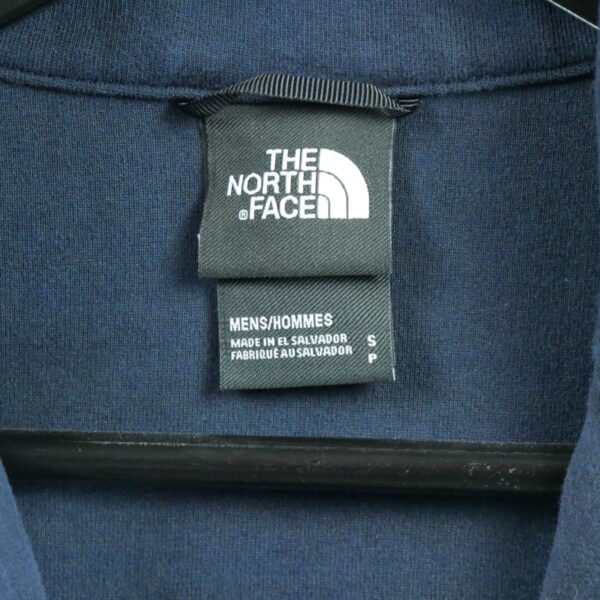 THE
NORTH
® FACE
MENS/HOMMES
MADE IN EL SALVADOR S
FABRIQUÉ AU SALVADOR P